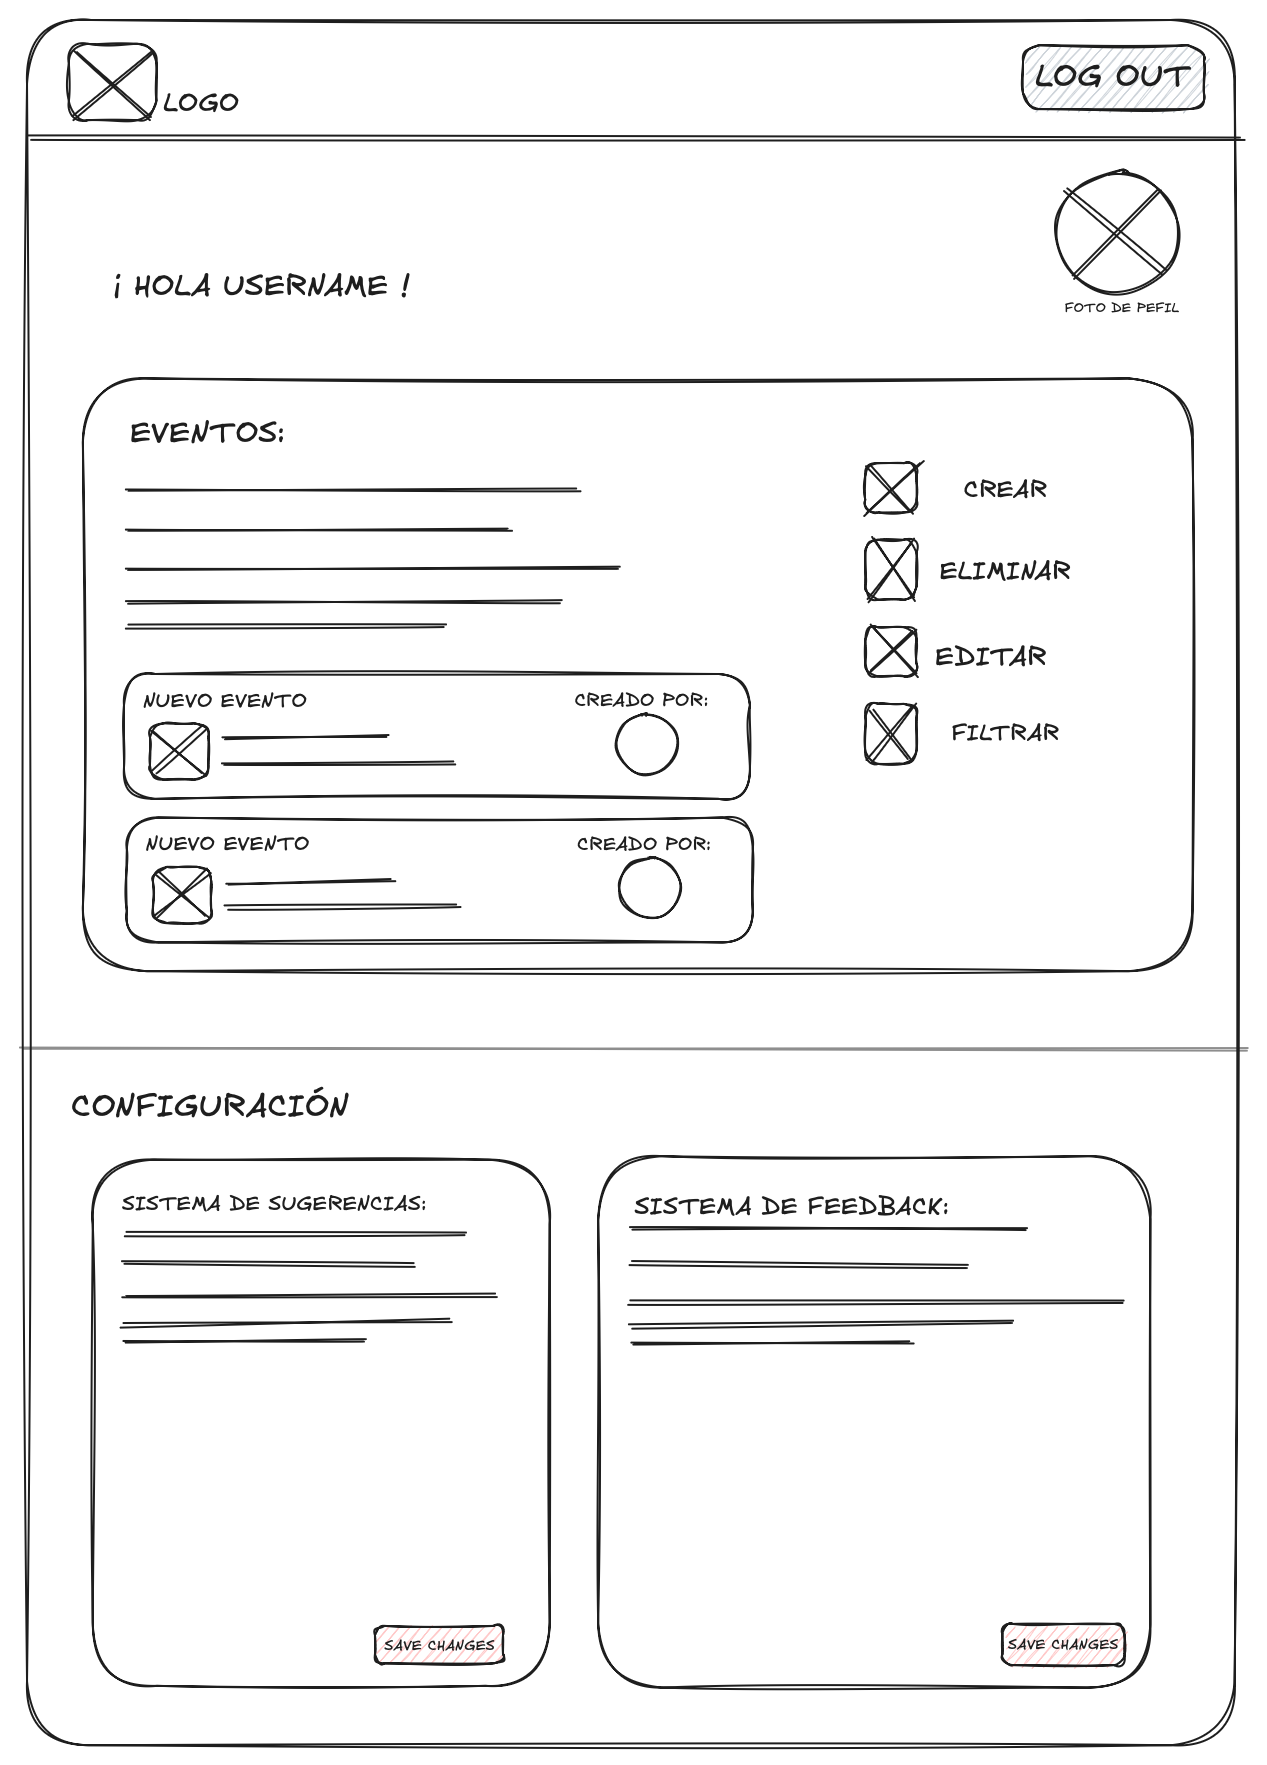 LOGO
LOG OUT
¡ HOLA USERNAME !
FOTO DE PEFIL
EVENTOS:
CREAR
ELIMINAR
EDITAR
FILTRAR
NUEVO EVENTO
CREADO POR:
NUEVO EVENTO
CREADO POR:
CONFIGURACIÓN
SISTEMA DE SUGERENCIAS:
SAVE CHANGES
SISTEMA DE FEEDBACK:
SAVE CHANGES